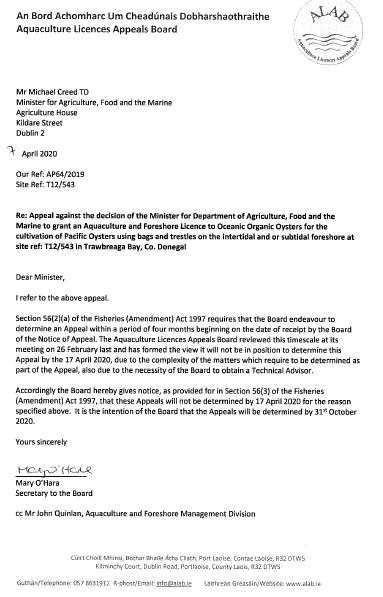 An Bord Achomharc Um Cheadúnais Dobharshaothraithe
Aquaculture Licences Appeals Board
ALAB
Mr Michael Creed TD
Minister for Agriculture, Food and the Marine
Agriculture House
Kildare Street
Dublin 2
7 April 2020
Our Ref: AP64/2019
Site Ref: T12/543
Re: Appeal against the decision of the Minister for Department of Agriculture, Food and the
Marine to grant an Aquaculture and Foreshore Licence to Oceanic Organic Oysters for the
cultivation of Pacific Oysters using bags and trestles on the intertidal and or subtidal foreshore at
site ref: T12/543 in Trawbreaga Bay, Co. Donegal
Dear Minister,
I refer to the above appeal.
Section 56(2)(a) of the Fisheries (Amendment) Act 1997 requires that the Board endeavour to
determine an Appeal within a period of four months beginning on the date of receipt by the Board
of the Notice of Appeal. The Aquaculture Licences Appeals Board reviewed this timescale at its
meeting on 26 February last and has formed the view it will not be in position to determine this
Appeal by the 17 April 2020, due to the complexity of the matters which require to be determined as
part of the Appeal, also due to the necessity of the Board to obtain a Technical Advisor.
Accordingly the Board hereby gives notice, as provided for in Section 56(3) of the Fisheries
(Amendment) Act 1997, that these Appeals will not be determined by 17 April 2020 for the reason
specified above. It is the intention of the Board that the Appeals will be determined by 31st October
2020.
Yours sincerely
Mary O'Hara
Mary O'Hara
Secretary to the Board
cc Mr John Quinlan, Aquaculture and Foreshore Management Division
Cúirt Choill Mhinsí, Bóthar Bhaile Átha Cliath, Port Laoise, Contae Laoise, R32 DTW5
Kilminchy Court, Dublin Road, Portlaoise, County Laois, R32 DTW5
Guthán/Telephone: 057 8631912 R-phost/Email: info@alab.ie Láithreán Gréasáin/Website: www.alab.ie